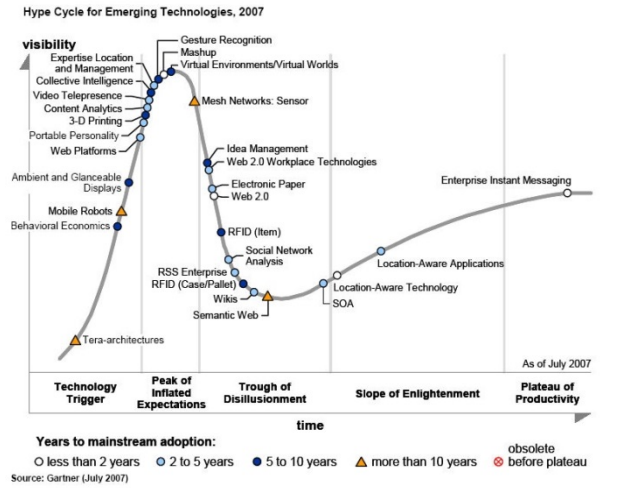 Hype Cycle for Emerging Technologies, 2007
visibility
Gesture Recognition
Mashup
Virtual Environments/Virtual Worlds
Expertise Location
and Management
Collective Intelligence
Video Telepresence
Content Analytics
3-D Printing
Portable Personality
Web Platforms
Mesh Networks: Sensor
Idea Management
Web 2.0 Workplace Technologies
Electronic Paper
Web 2.0
Ambient and Glanceable
Displays
Mobile Robots
Behavioral Economics
RFID (Item)
Social Network
Analysis
RSS Enterprise
RFID (Case/Pallet)
Wikis
Semantic Web
Enterprise Instant Messaging
Location-Aware Applications
Location-Aware Technology
SOA
Tera-architectures
As of July 2007
Technology
Trigger
Peak of
Inflated
Expectations
Trough of
Disillusionment
Slope of Enlightenment
Plateau of
Productivity
time
Years to mainstream adoption:
less than 2 years
2 to 5 years
5 to 10 years
more than 10 years
obsolete
before plateau
Source: Gartner (July 2007)